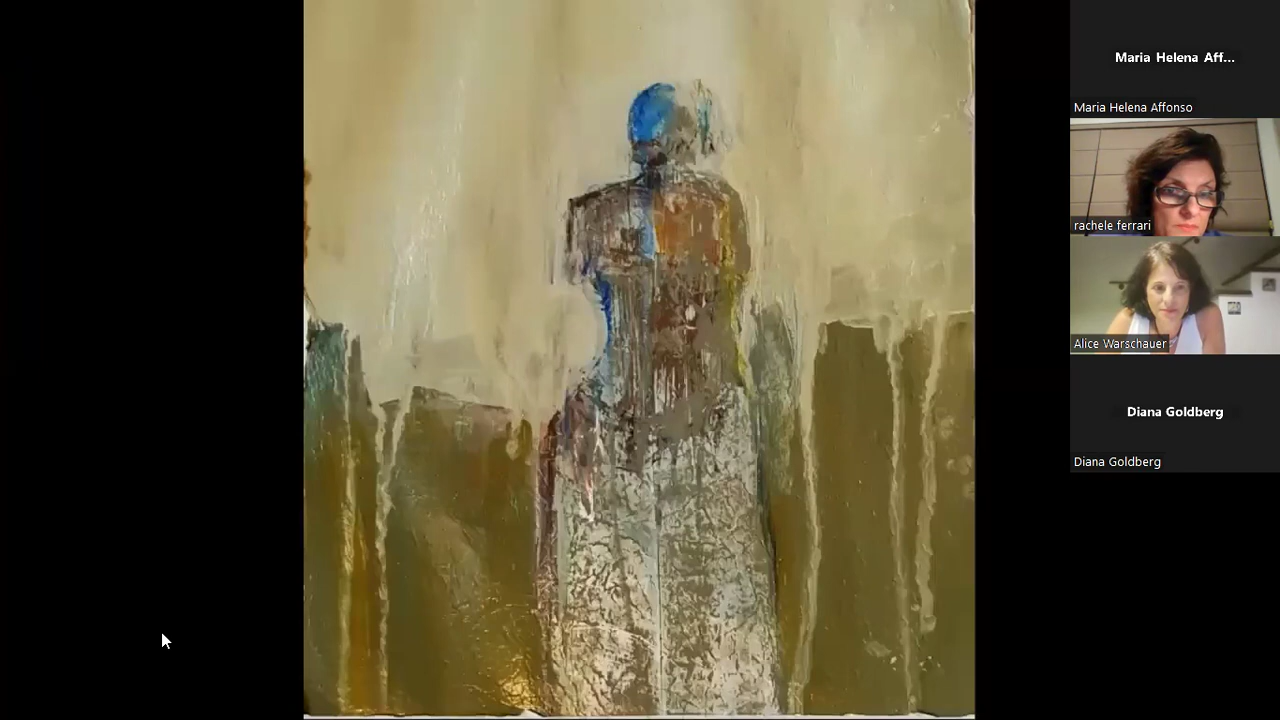 Maria Helena Aff...
Maria Helena Affonso
rachele ferrari
Alice Warschauer
Diana Goldberg
Diana Goldberg